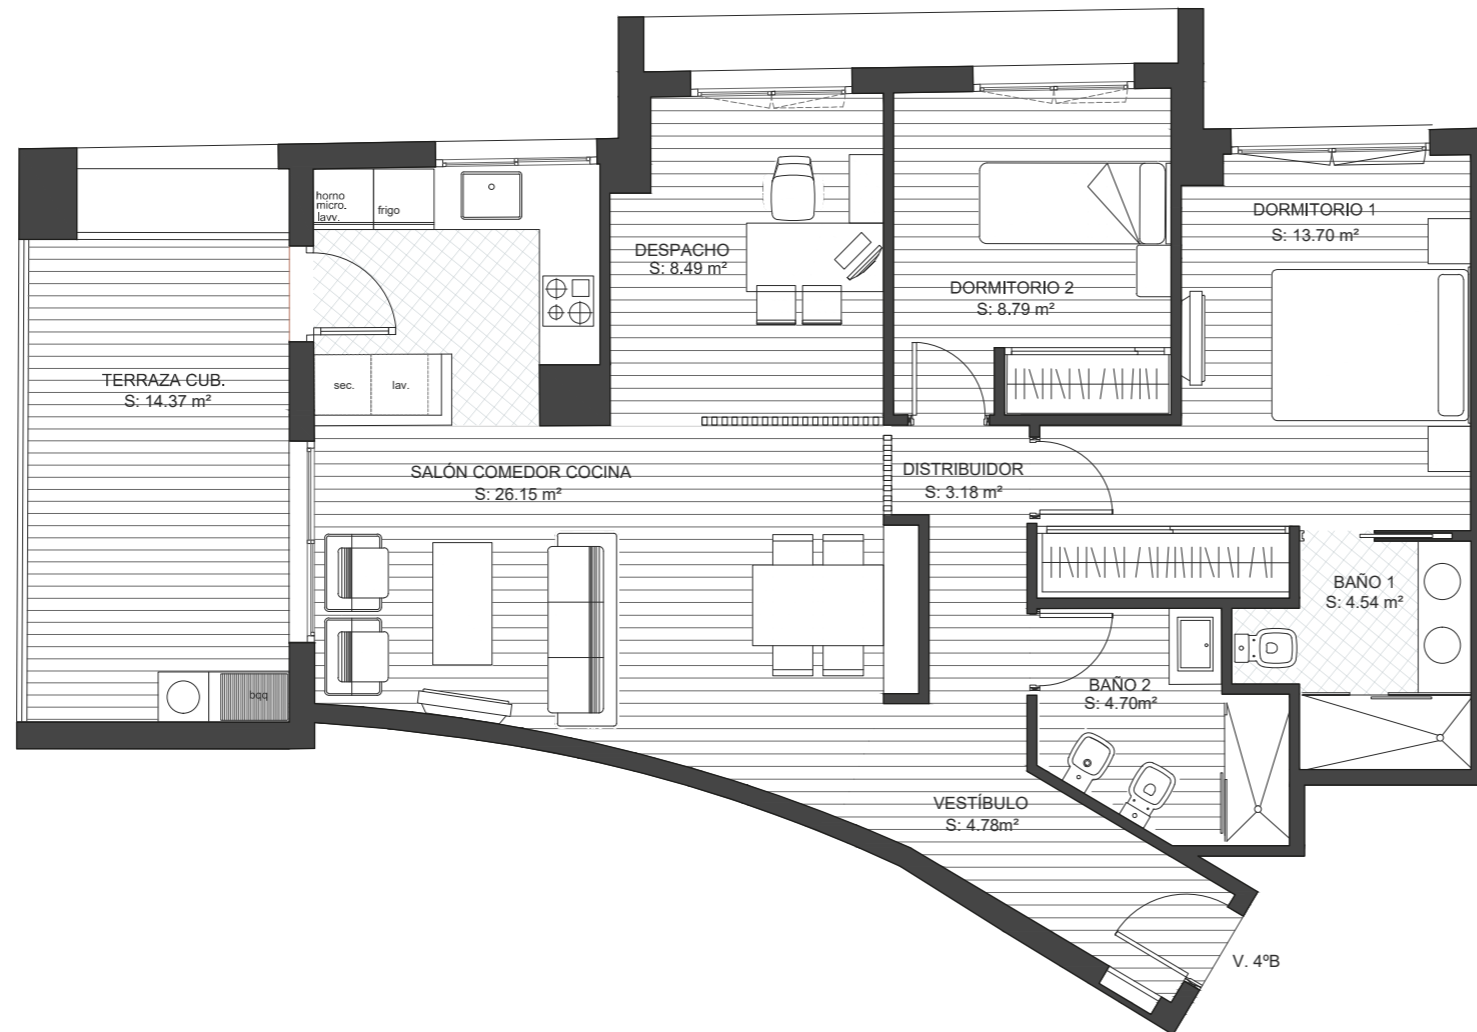 horno
micro.
lavv.
frigo
DORMITORIO 1
S: 13.70 m²
DESPACHO
S: 8.49 m²
DORMITORIO 2
S: 8.79 m²
TERRAZA CUB.
S: 14.37 m²
sec.
lav.
SALÓN COMEDOR COCINA
S: 26.15 m²
DISTRIBUIDOR
S: 3.18 m²
BAÑO 1
S: 4.54 m²
BAÑO 2
S: 4.70m²
bqq
VESTÍBULO
S: 4.78m²
V. 4ºB